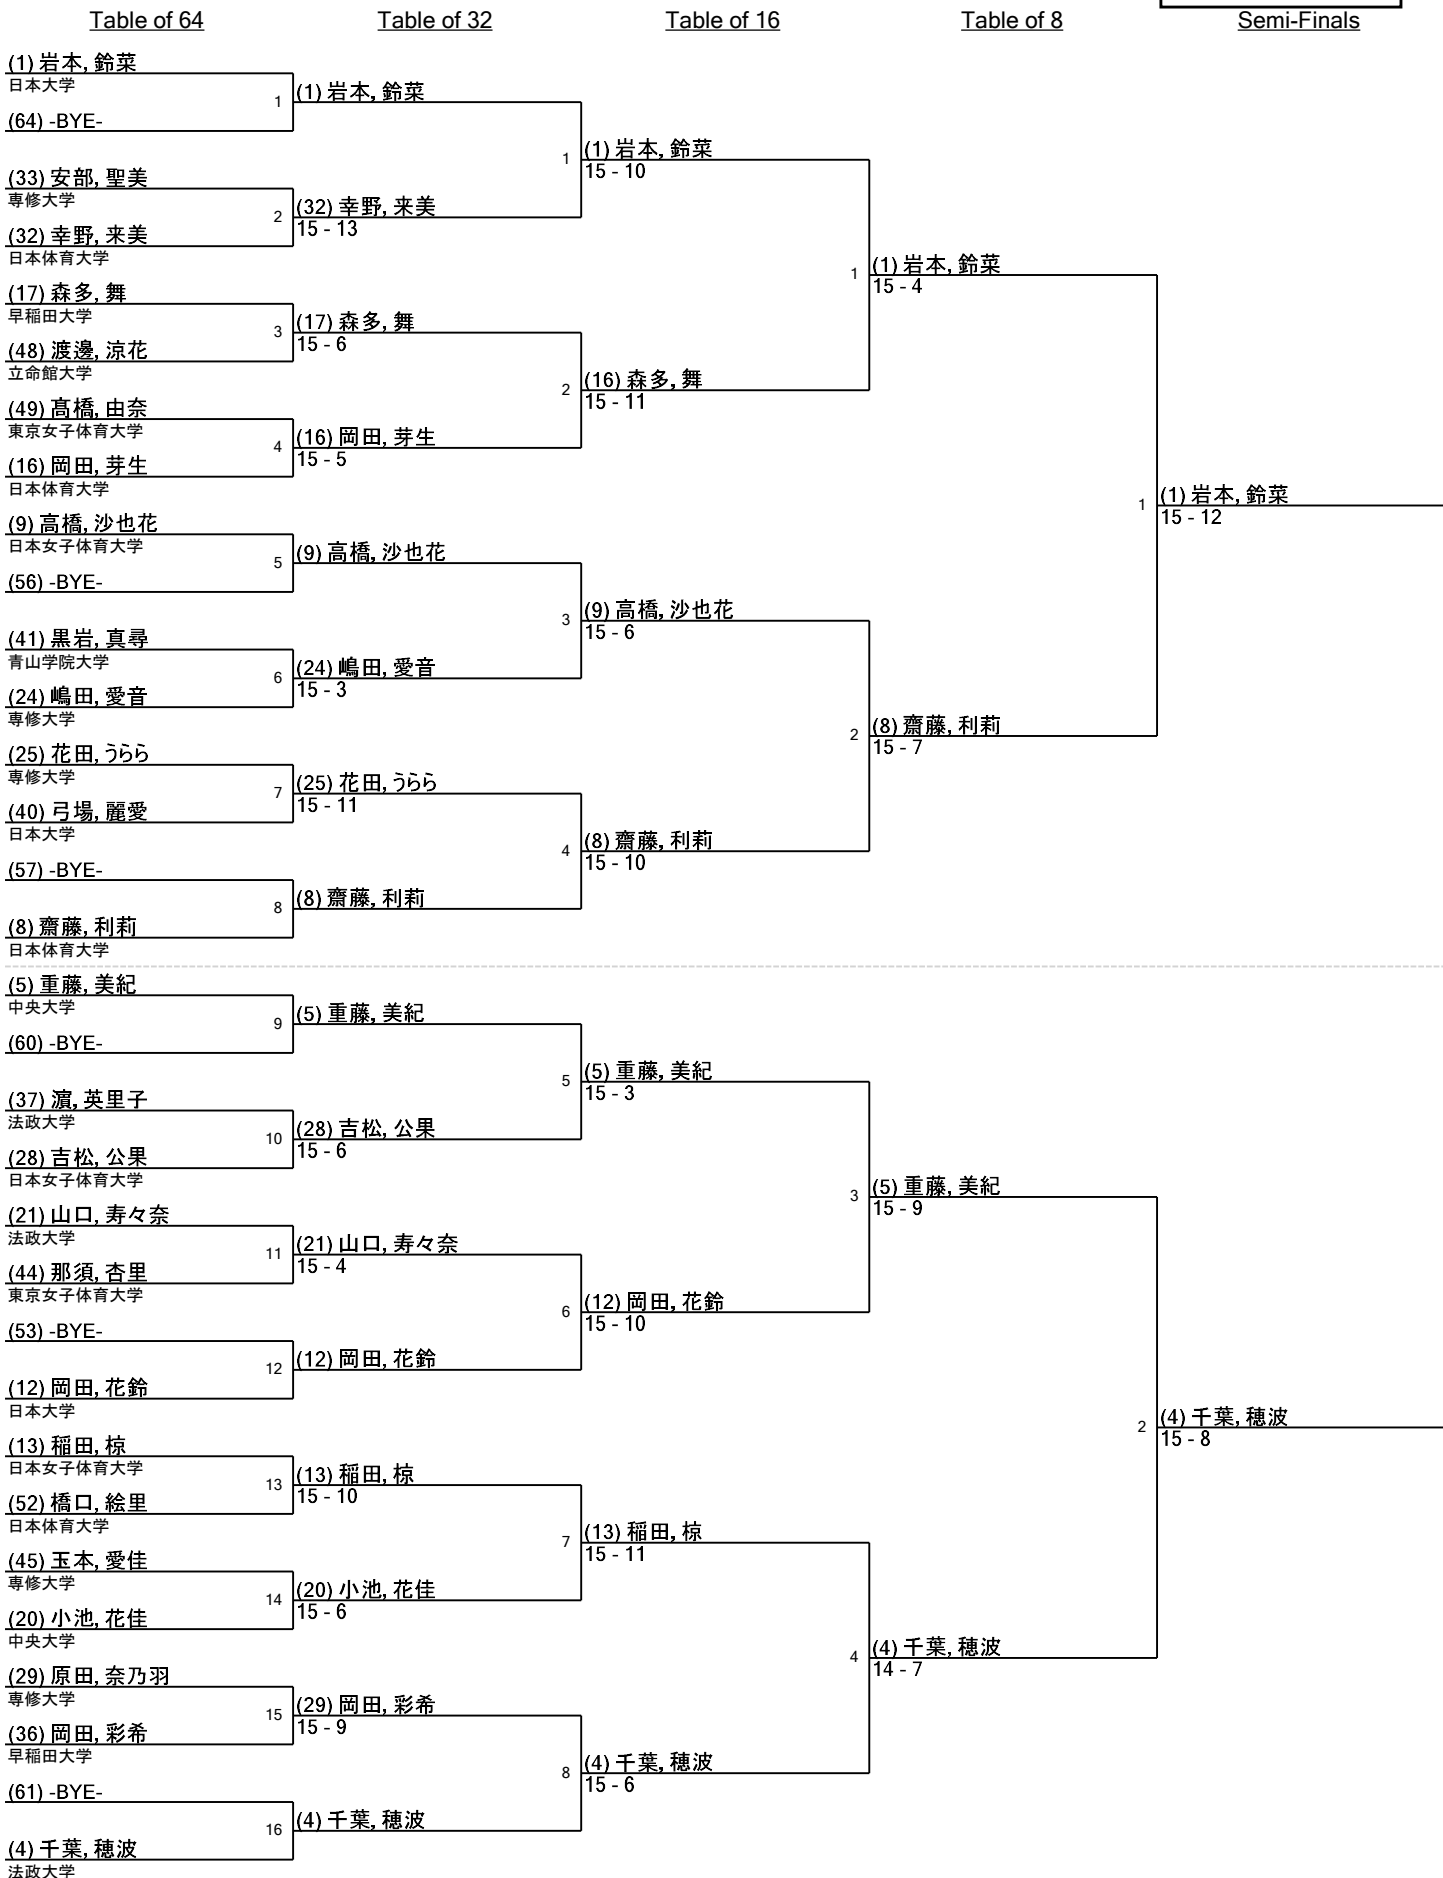 Table of 64
Table of 32
Table of 16
Table of 8
Semi-Finals
(1) 岩本, 鈴菜
日本大学
(64) -BYE-
(33) 安部, 聖美
専修大学
(32) 幸野, 来美
日本体育大学
(17) 森多, 舞
早稲田大学
(48) 渡邊, 涼花
立命館大学
(49) 髙橋, 由奈
東京女子体育大学
(16) 岡田, 芽生
日本体育大学
(9) 高橋, 沙也花
日本女子体育大学
(56) -BYE-
(41) 黒岩, 真尋
青山学院大学
(24) 嶋田, 愛音
専修大学
(25) 花田, うらら
専修大学
(40) 弓場, 麗愛
日本大学
(57) -BYE-
(8) 齋藤, 利莉
日本体育大学
(5) 重藤, 美紀
中央大学
(60) -BYE-
(37) 濵, 英里子
法政大学
(28) 吉松, 公果
日本女子体育大学
(21) 山口, 寿々奈
法政大学
(44) 那須, 杏里
東京女子体育大学
(53) -BYE-
(12) 岡田, 花鈴
日本大学
(13) 稲田, 椋
日本女子体育大学
(52) 橋口, 絵里
日本体育大学
(45) 玉本, 愛佳
専修大学
(20) 小池, 花佳
中央大学
(29) 原田, 奈乃羽
専修大学
(36) 岡田, 彩希
早稲田大学
(61) -BYE-
(4) 千葉, 穂波
法政大学
1 (1) 岩本, 鈴菜
2 (32) 幸野, 来美
15 - 13
3 (17) 森多, 舞
15 - 6
4 (16) 岡田, 芽生
15 - 5
5 (9) 高橋, 沙也花
6 (24) 嶋田, 愛音
15 - 3
7 (25) 花田, うらら
15 - 11
8 (8) 齋藤, 利莉
9 (5) 重藤, 美紀
10 (28) 吉松, 公果
15 - 6
11 (21) 山口, 寿々奈
15 - 4
12 (12) 岡田, 花鈴
13 (13) 稲田, 椋
15 - 10
14 (20) 小池, 花佳
15 - 6
15 (29) 岡田, 彩希
15 - 9
16 (4) 千葉, 穂波
1 (1) 岩本, 鈴菜
15 - 10
2 (16) 森多, 舞
15 - 11
3 (9) 高橋, 沙也花
15 - 6
4 (8) 齋藤, 利莉
15 - 10
5 (5) 重藤, 美紀
15 - 3
6 (12) 岡田, 花鈴
15 - 10
7 (13) 稲田, 椋
15 - 11
8 (4) 千葉, 穂波
15 - 6
1 (1) 岩本, 鈴菜
15 - 4
2 (8) 齋藤, 利莉
15 - 7
3 (5) 重藤, 美紀
15 - 9
4 (4) 千葉, 穂波
14 - 7
1 (1) 岩本, 鈴菜
15 - 12
2 (4) 千葉, 穂波
15 - 8